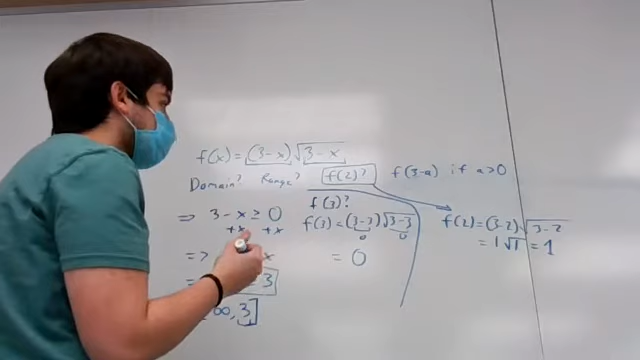 f(x) = (3-x)√3-x
Domain? Range? f(2)? f(3-a) if a>0
f(3)?
⇒ 3-x ≥ 0
+x +x
f(3) = (3-3)√3-3
0 0
= 0
f(2) = (3-2)√3-2
= 1√1 = 1
⇒ x
= 3
∞, 3]